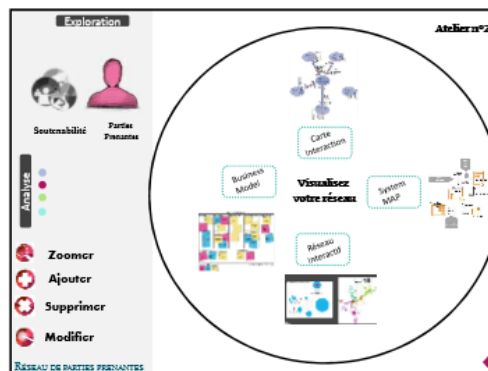 Exploration
Atelier n°2
Soutenabilité
Parties
Prenantes
Carte
Interaction
Business
Model
Visualisez
votre réseau
System
MAP
Analyse
Réseau
Interactif
Zoomer
Ajouter
Supprimer
Modifier
RÉSEAU DE PARTIES PRENANTES